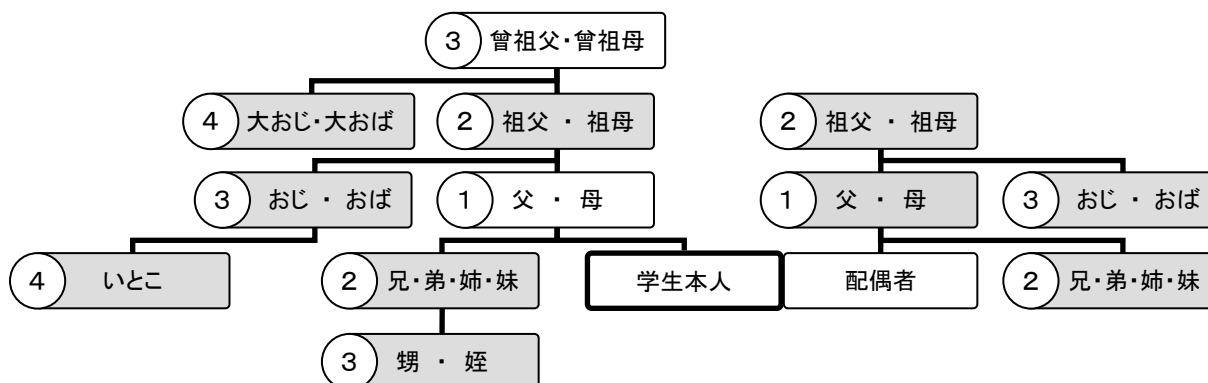 ３ 曾祖父・曾祖母
４ 大おじ・大おば
２ 祖父 ・ 祖母
２ 祖父 ・ 祖母
３ おじ ・ おば
１ 父 ・ 母
１ 父 ・ 母
３ おじ ・ おば
４ いとこ
２ 兄・弟・姉・妹
学生本人
配偶者
２ 兄・弟・姉・妹
３ 甥 ・ 姪